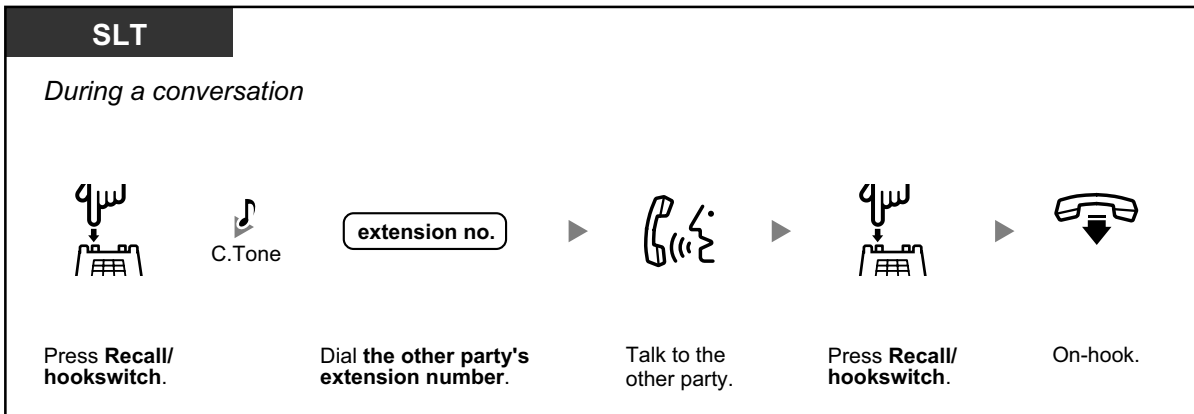 SLT
During a conversation
C.Tone
extension no.
Press Recall/
hookswitch.
Dial the other party's
extension number.
Talk to the
other party.
Press Recall/
hookswitch.
On-hook.